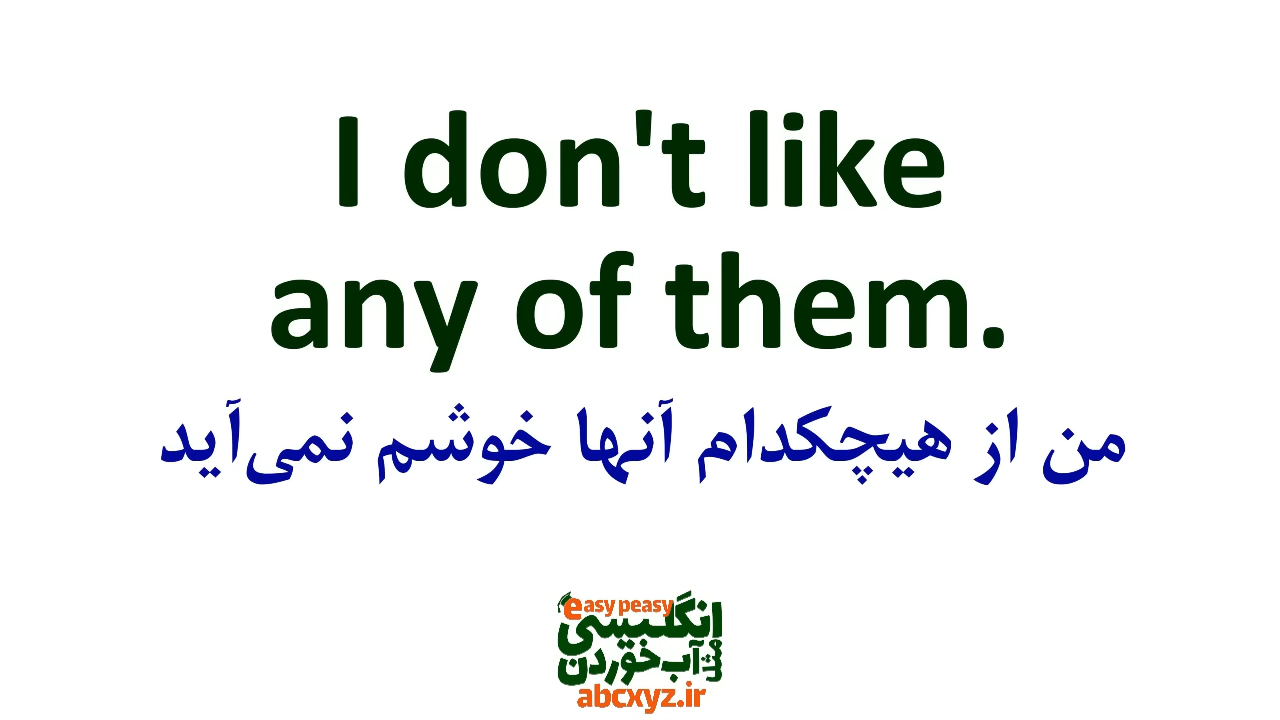 I don't like
any of them.
من از هیچکدام آنها خوشم نمی‌آید
easy peasy
انگلیسی
مثل آب خوردن
abcxyz.ir